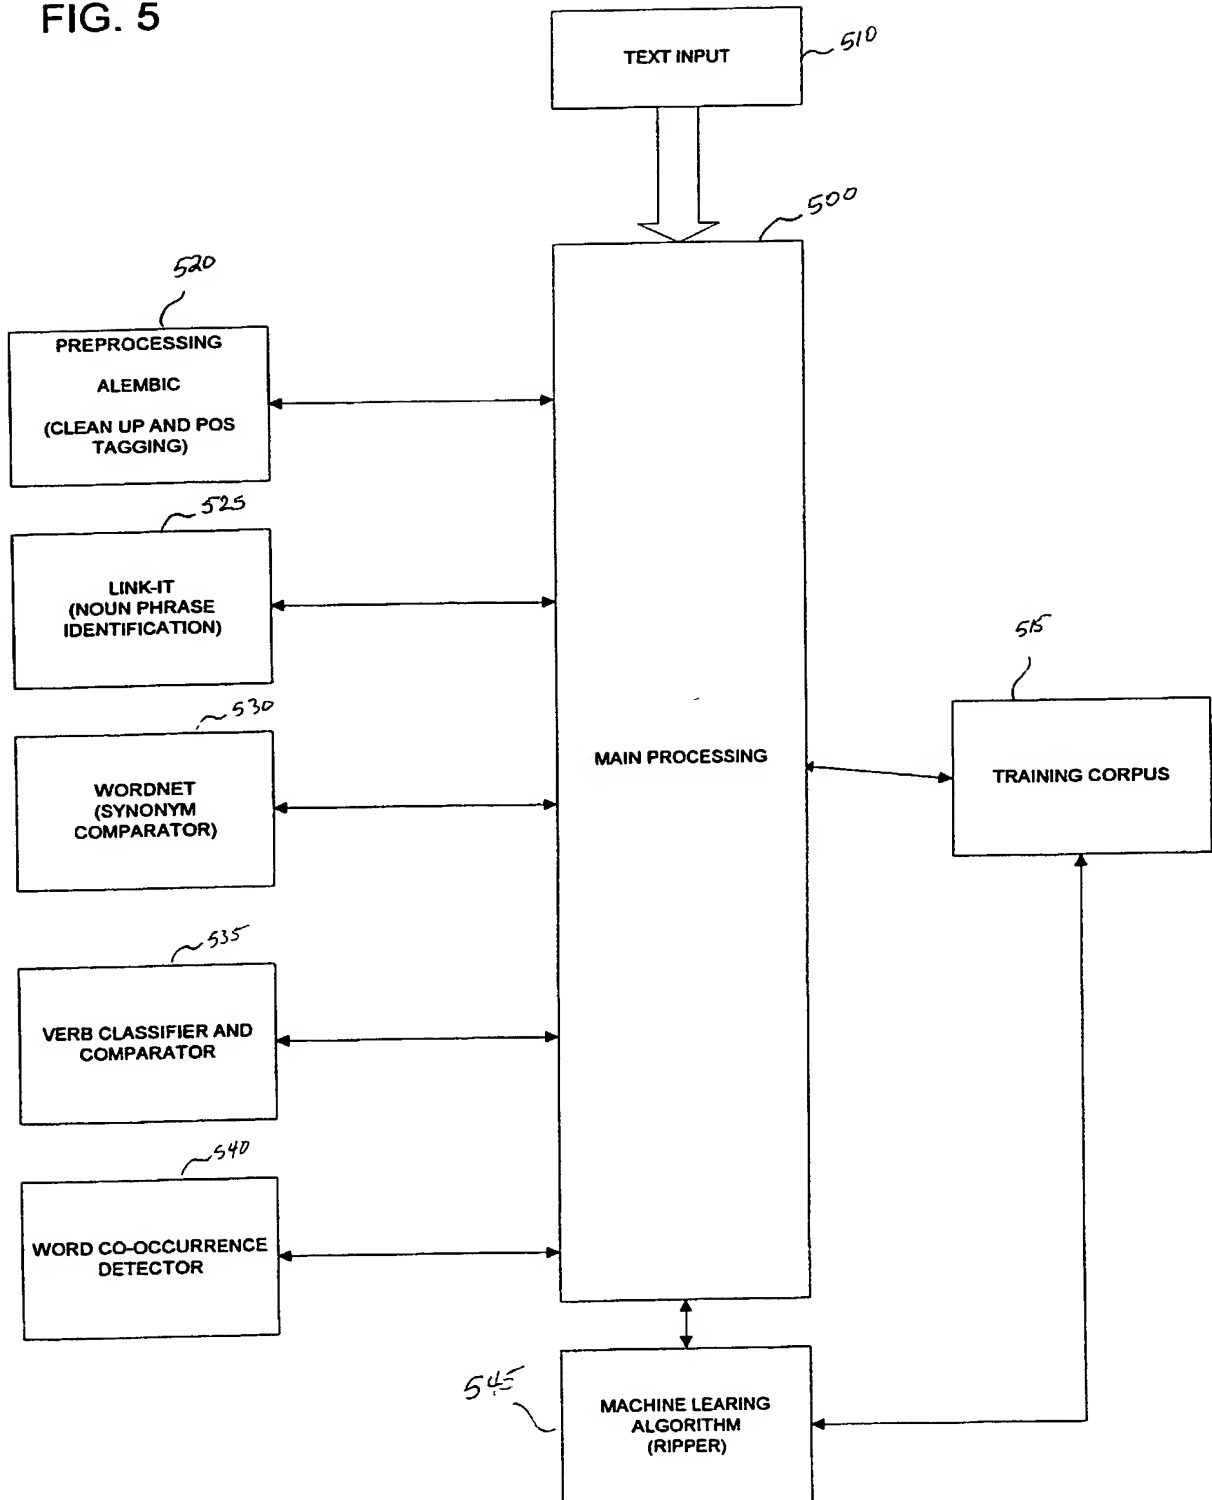 FIG. 5
TEXT INPUT
510
500
520
PREPROCESSING
ALEMBIC
(CLEAN UP AND POS
TAGGING)
525
LINK-IT
(NOUN PHRASE
IDENTIFICATION)
530
WORDNET
(SYNONYM
COMPARATOR)
535
VERB CLASSIFIER AND
COMPARATOR
540
WORD CO-OCCURRENCE
DETECTOR
MAIN PROCESSING
515
TRAINING CORPUS
545
MACHINE LEARING
ALGORITHM
(RIPPER)